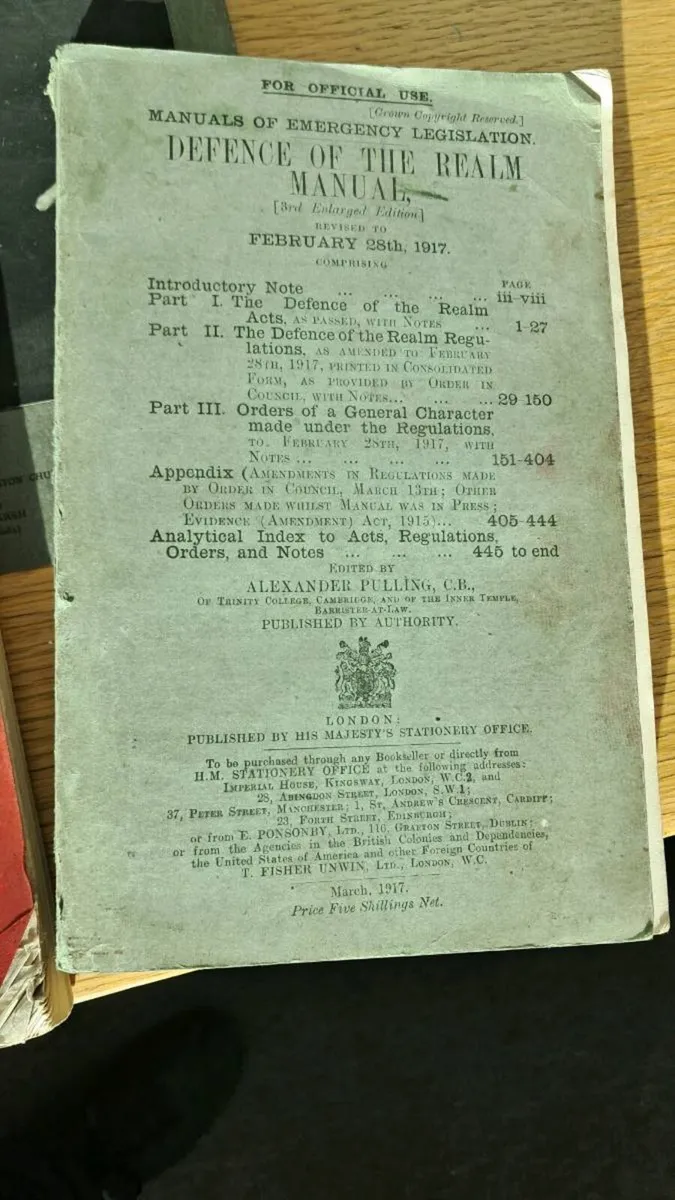 FOR OFFICIAL USE.
[Crown Copyright Reserved.]
MANUALS OF EMERGENCY LEGISLATION.
DEFENCE OF THE REALM
MANUAL,
[3rd Enlarged Edition]
REVISED TO
FEBRUARY 28th, 1917.
COMPRISING
PAGE
Introductory Note ... ... ... ... iii-viii
Part I. The Defence of the Realm
Acts, AS PASSED, WITH NOTES ... 1-27
Part II. The Defence of the Realm Regu-
lations, AS AMENDED TO FEBRUARY
28TH, 1917, PRINTED IN CONSOLIDATED
FORM, AS PROVIDED BY ORDER IN
COUNCIL, WITH NOTES... ... ... 29-150
Part III. Orders of a General Character
made under the Regulations,
TO FEBRUARY 28TH, 1917, WITH
NOTES ... ... ... ... 151-404
Appendix (AMENDMENTS IN REGULATIONS MADE
BY ORDER IN COUNCIL, MARCH 13TH; OTHER
ORDERS MADE WHILST MANUAL WAS IN PRESS;
EVIDENCE (AMENDMENT) ACT, 1915)... 405-444
Analytical Index to Acts, Regulations,
Orders, and Notes ... ... ... 445 to end
EDITED BY
ALEXANDER PULLING, C.B.,
OF TRINITY COLLEGE, CAMBRIDGE, AND OF THE INNER TEMPLE,
BARRISTER-AT-LAW.
PUBLISHED BY AUTHORITY.
LONDON:
PUBLISHED BY HIS MAJESTY'S STATIONERY OFFICE.
To be purchased through any Bookseller or directly from
H.M. STATIONERY OFFICE at the following addresses:
IMPERIAL HOUSE, KINGSWAY, LONDON, W.C.2, and
28, ABINGDON STREET, LONDON, S.W.1;
37, PETER STREET, MANCHESTER; 1, ST. ANDREW'S CRESCENT, CARDIFF;
23, FORTH STREET, EDINBURGH;
or from E. PONSONBY, LTD., 116, GRAFTON STREET, DUBLIN;
or from the Agencies in the British Colonies and Dependencies,
the United States of America and other Foreign Countries of
T. FISHER UNWIN, LTD., LONDON, W.C.
March, 1917.
Price Five Shillings Net.